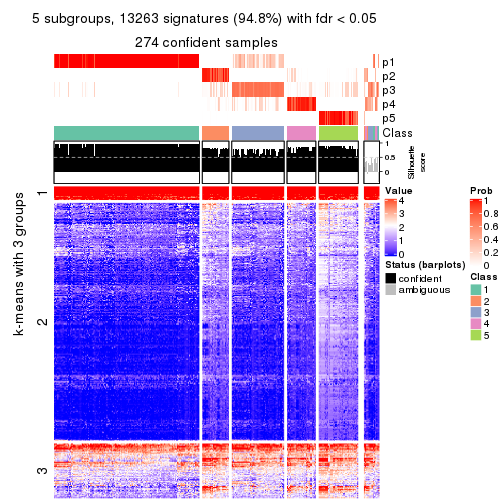 5 subgroups, 13263 signatures (94.8%) with fdr < 0.05
274 confident samples
p1
p2
p3
p4
p5
Class
1
0.5
0
Silhouette
score
k-means with 3 groups
1
2
3
Value
4
3
2
1
0
Status (barplots)
confident
ambiguous
Prob
1
0.8
0.6
0.4
0.2
0
Class
1
2
3
4
5